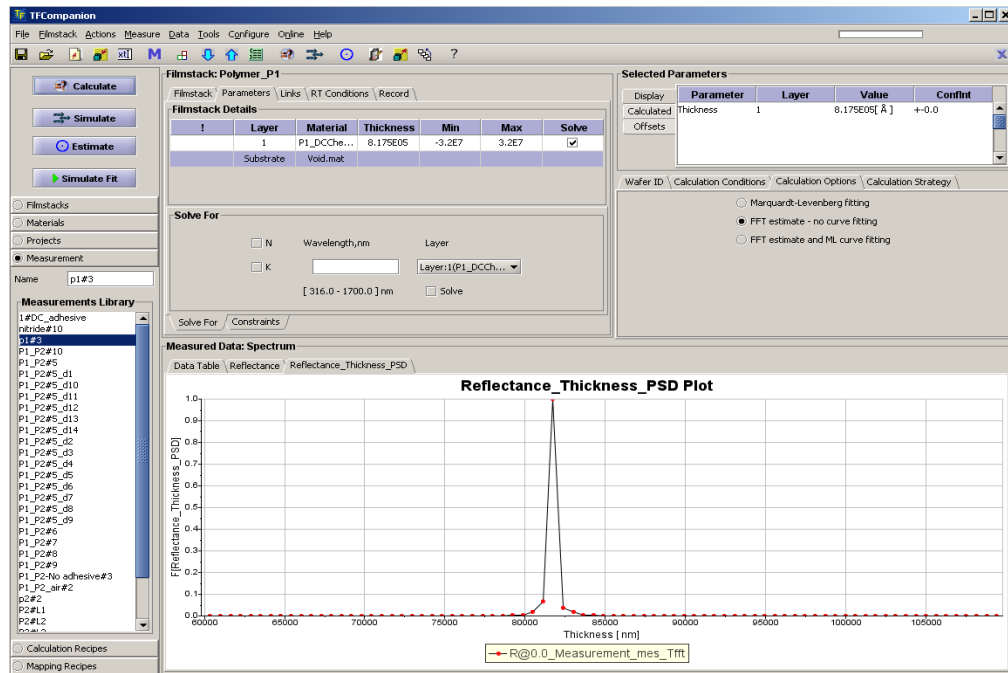 TFCompanion
File Filmstack Actions Measure Data Tools Configure Online Help
Calculate
Simulate
Estimate
Simulate Fit
Filmstacks
Materials
Projects
Measurement
Name p1#3
Measurements Library
1#DC_adhesive
nitride#10
p1#3
P1_P2#10
P1_P2#5
P1_P2#5_d1
P1_P2#5_d10
P1_P2#5_d11
P1_P2#5_d12
P1_P2#5_d13
P1_P2#5_d14
P1_P2#5_d2
P1_P2#5_d3
P1_P2#5_d4
P1_P2#5_d5
P1_P2#5_d6
P1_P2#5_d7
P1_P2#5_d8
P1_P2#5_d9
P1_P2#6
P1_P2#7
P1_P2#8
P1_P2#9
P1_P2-No adhesive#3
P1_P2_air#2
p2#2
P2#L1
P2#L2
Calculation Recipes
Mapping Recipes
Filmstack: Polymer_P1
Filmstack Parameters Links RT Conditions Record
Filmstack Details
! Layer Material Thickness Min Max Solve
1 P1_DCChe... 8.175E05 -3.2E7 3.2E7
Substrate Void.mat
Solve For
N Wavelength,nm Layer
K Layer:1(P1_DCCh...
[ 316.0 - 1700.0 ] nm Solve
Solve For Constraints
Selected Parameters
Display
Calculated
Offsets
Parameter Layer Value ConfInt
Thickness 1 8.175E05[ Å ] +-0.0
Wafer ID Calculation Conditions Calculation Options Calculation Strategy
Marquardt-Levenberg fitting
FFT estimate - no curve fitting
FFT estimate and ML curve fitting
Measured Data: Spectrum
Data Table Reflectance Reflectance_Thickness_PSD
Reflectance_Thickness_PSD Plot
F[Reflectance_Thickness_PSD]
1.0
0.9
0.8
0.7
0.6
0.5
0.4
0.3
0.2
0.1
0.0
60000 65000 70000 75000 80000 85000 90000 95000 100000 105000
Thickness [ nm]
R@0.0_Measurement_mes_Tfft